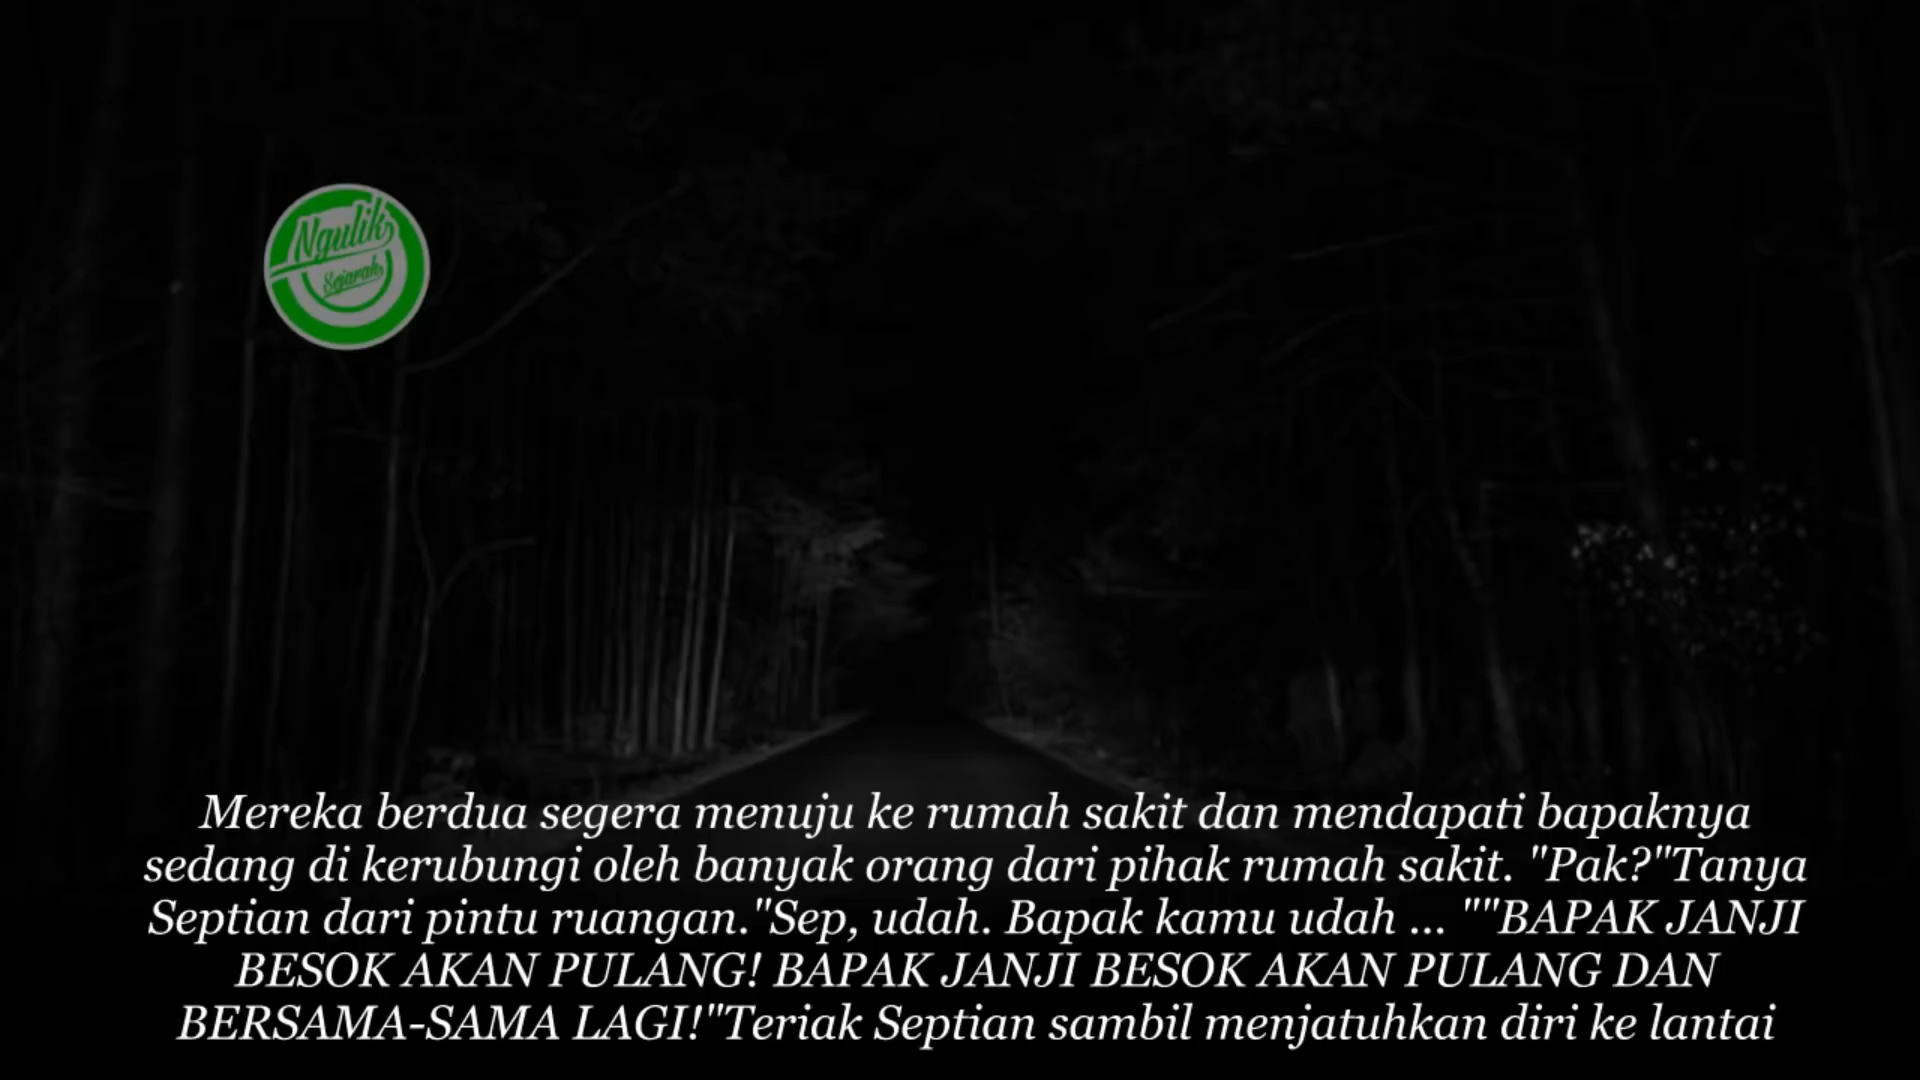 Ngulik
Sejarah
Mereka berdua segera menuju ke rumah sakit dan mendapati bapaknya
sedang di kerubungi oleh banyak orang dari pihak rumah sakit. "Pak?"Tanya
Septian dari pintu ruangan."Sep, udah. Bapak kamu udah ... ""BAPAK JANJI
BESOK AKAN PULANG! BAPAK JANJI BESOK AKAN PULANG DAN
BERSAMA-SAMA LAGI!"Teriak Septian sambil menjatuhkan diri ke lantai